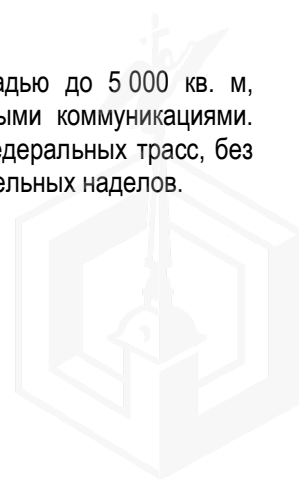 адью до 5 000 кв. м,
ыми коммуникациями.
едеральных трасс, без
ельных наделов.